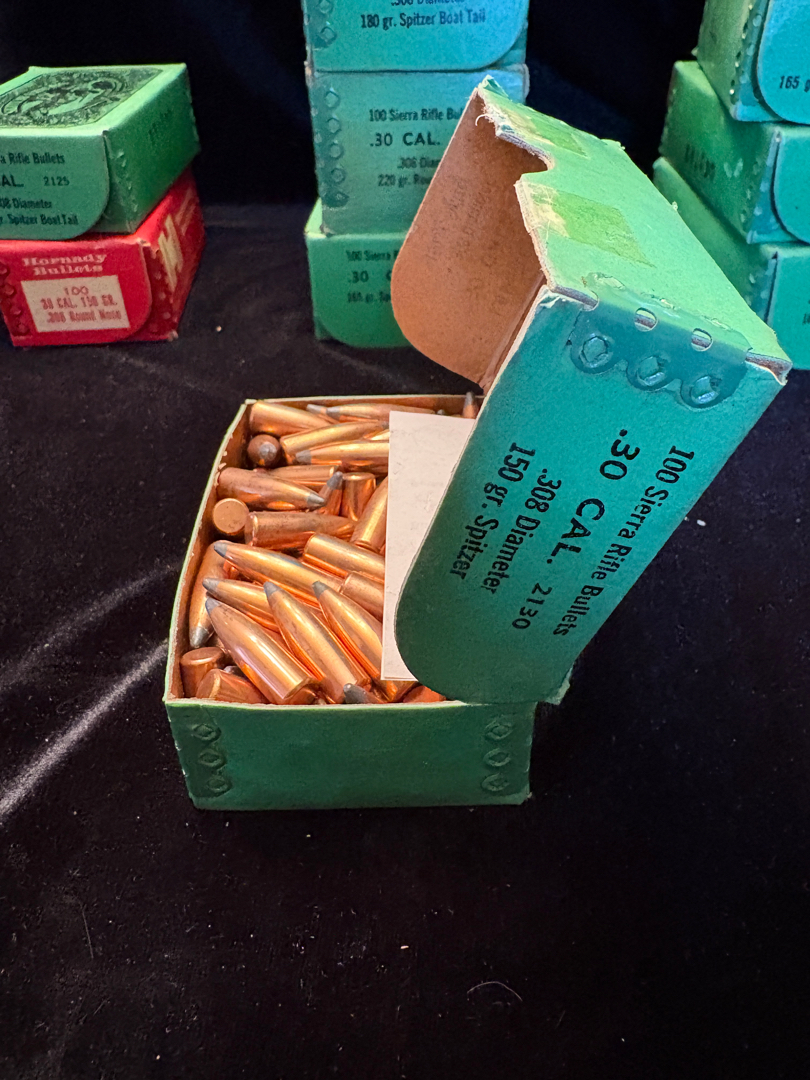 .308 Diameter
180 gr. Spitzer Boat Tail
100 Sierra Rifle
.30 CAL.
.308
220 gr.
100 Sierra
.30
165 gr.
165
Rifle Bullets
2125
Diameter
gr. Spitzer Boat Tail
Hornady
Bullets
100
30 CAL. 150 GR.
.308 Round Nose
100 Sierra Rifle Bullets
.30 CAL. 2130
.308 Diameter
150 gr. Spitzer